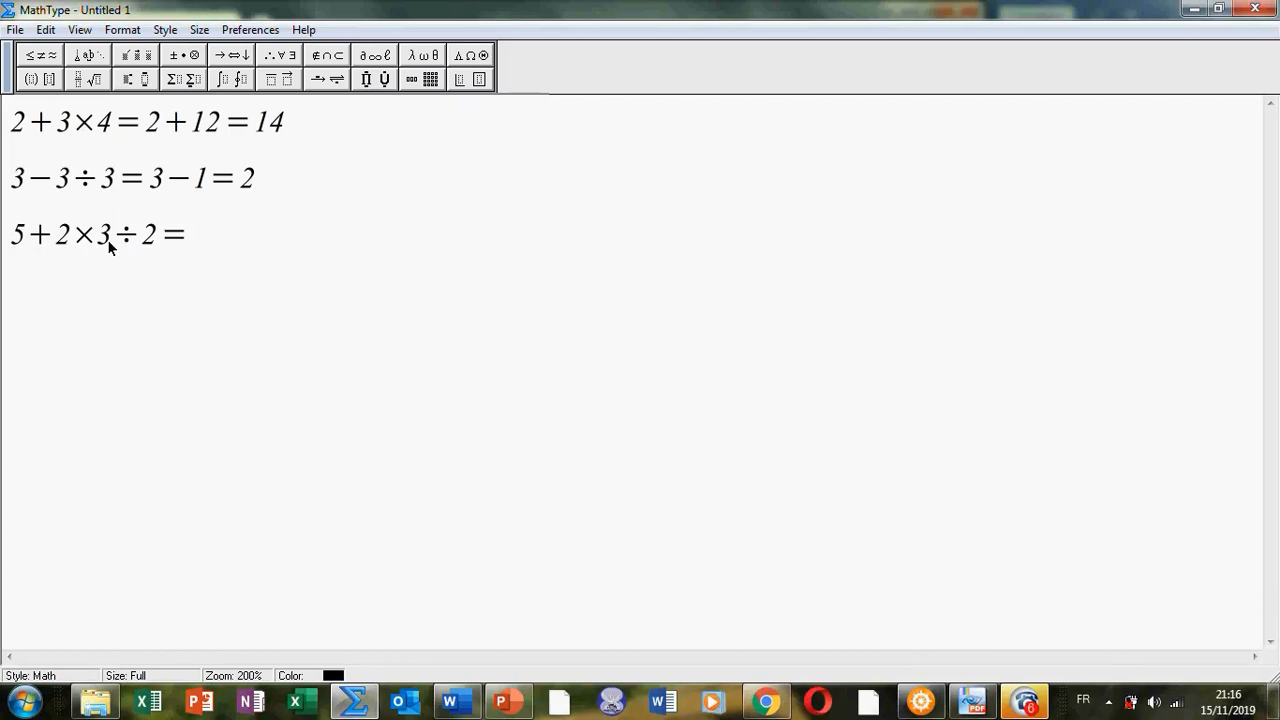 MathType - Untitled 1
File Edit View Format Style Size Preferences Help
2+3×4=2+12=14
3−3÷3=3−1=2
5+2×3÷2=
Style: Math Size: Full Zoom: 200% Color:
FR 21:16
15/11/2019